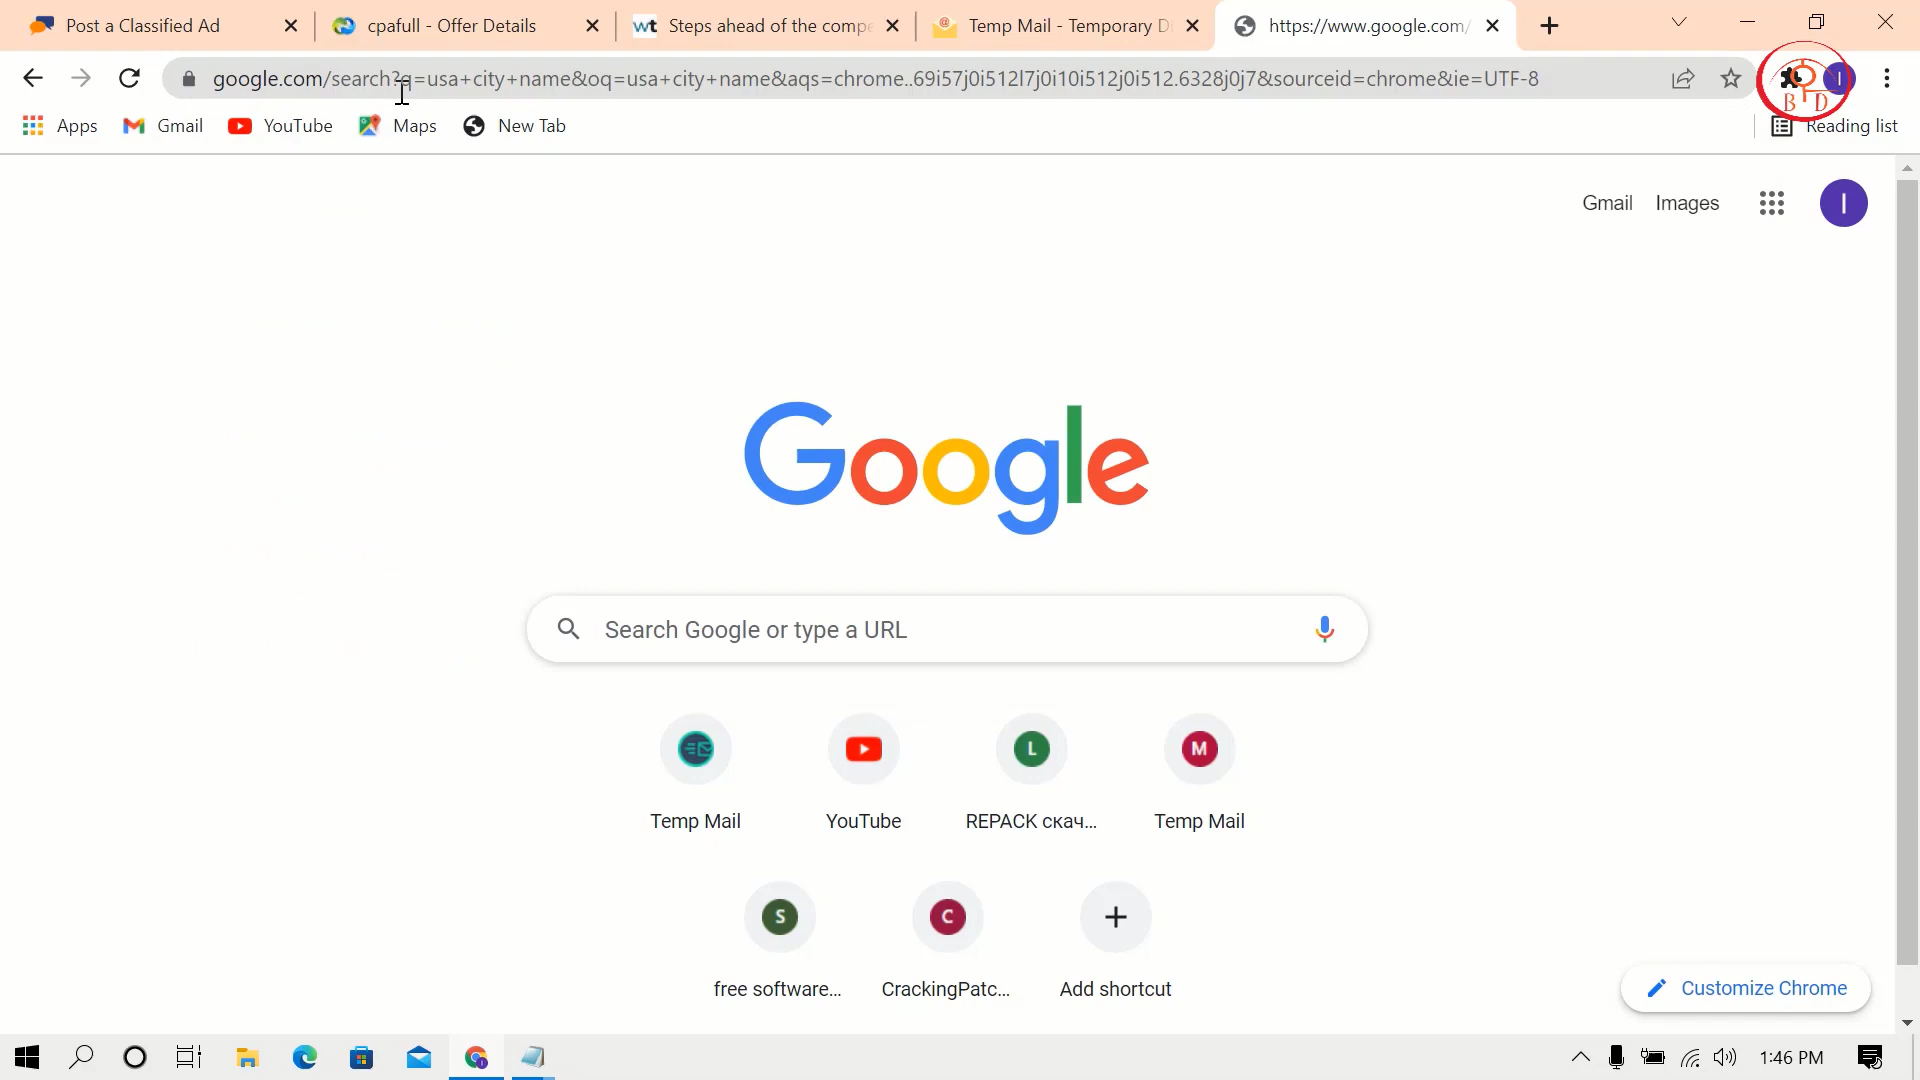 Post a Classified Ad
cpafull - Offer Details
wt Steps ahead of the compe
Temp Mail - Temporary Di
https://www.google.com/
google.com/search?q=usa+city+name&oq=usa+city+name&aqs=chrome..69i57j0i512l7j0i10i512j0i512.6328j0j7&sourceid=chrome&ie=UTF-8
I
B D
Apps
Gmail
YouTube
Maps
New Tab
Reading list
Gmail
Images
I
Google
Search Google or type a URL
L
M
Temp Mail
YouTube
REPACK скач...
Temp Mail
S
C
free software...
CrackingPatc...
Add shortcut
Customize Chrome
1:46 PM